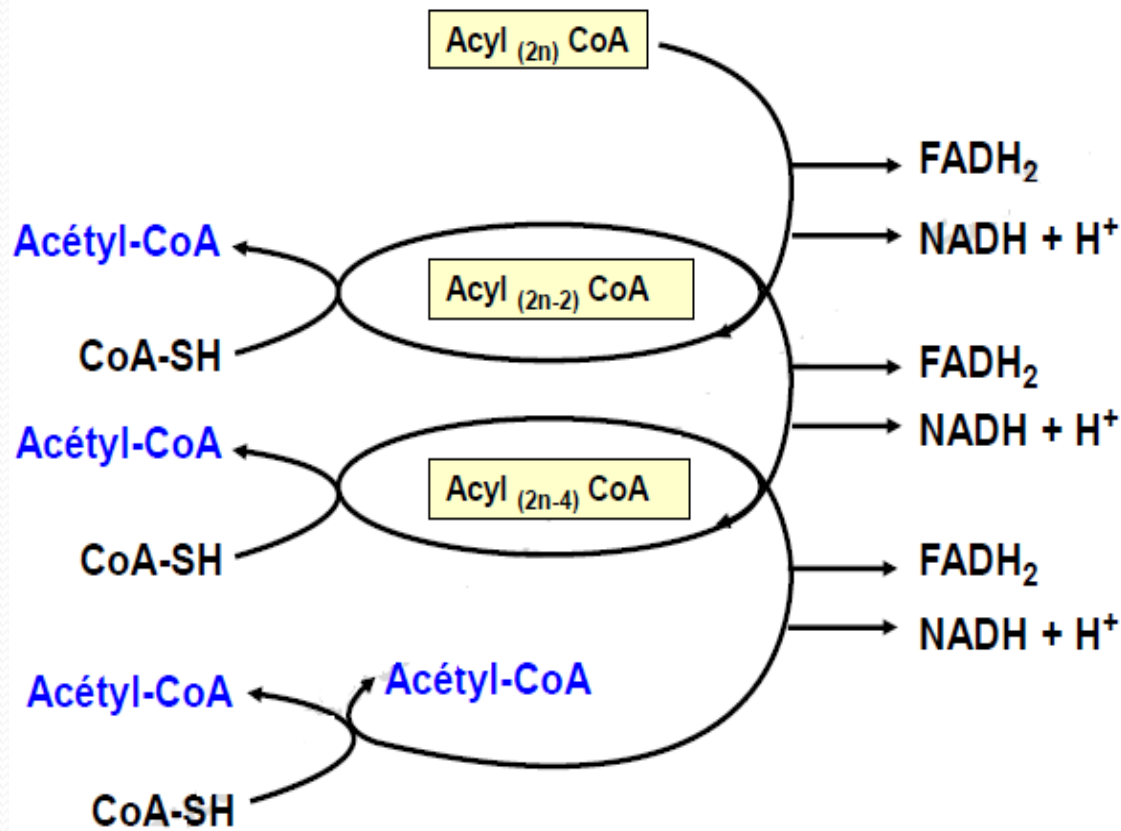 Acyl (2n) CoA
FADH2
NADH + H+
Acétyl-CoA
Acyl (2n-2) CoA
CoA-SH
FADH2
NADH + H+
Acétyl-CoA
Acyl (2n-4) CoA
CoA-SH
FADH2
NADH + H+
Acétyl-CoA
Acétyl-CoA
CoA-SH